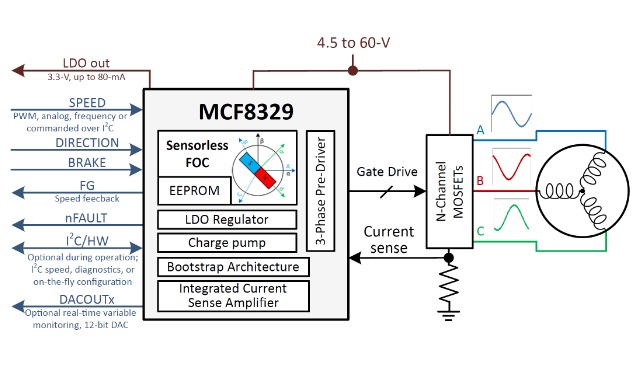 LDO out
3.3-V, up to 80-mA
4.5 to 60-V
SPEED
PWM, analog, frequency or
commanded over I²C
DIRECTION
BRAKE
FG
Speed feecback
nFAULT
I²C/HW
Optional during operation;
I²C speed, diagnostics, or
on-the-fly configuration
DACOUTx
Optional real-time variable
monitoring, 12-bit DAC
MCF8329
Sensorless
FOC
EEPROM
β
A
α
LDO Regulator
Charge pump
Bootstrap Architecture
Integrated Current
Sense Amplifier
3-Phase Pre-Driver
Gate Drive
Current
sense
N-Channel
MOSFETs
A
B
C